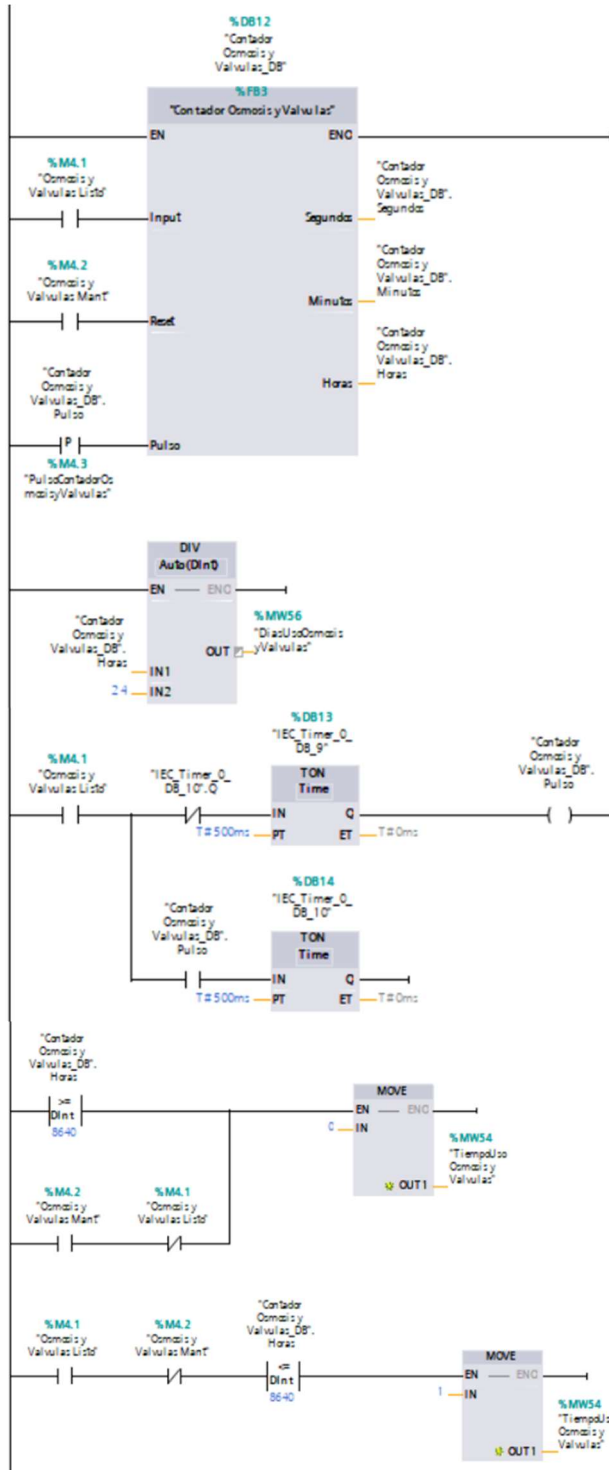 %DB12
"Contador
Osmosis y
Valvulas_DB"
%FB3
"Contador Osmosis y Valvulas"
EN ENO
%M4.1
"Osmosis y
Valvulas Listo"
Input
"Contador
Osmosis y
Valvulas_DB".
Segundos
Segundos
%M4.2
"Osmosis y
Valvulas Mant"
Reset
"Contador
Osmosis y
Valvulas_DB".
Minutos
Minutos
"Contador
Osmosis y
Valvulas_DB".
Horas
Horas
"Contador
Osmosis y
Valvulas_DB".
Pulso
P
Pulso
%M4.3
"PulsoContadorOs
mosisyValvulas"
DIV
Auto(DInt)
EN ENO
"Contador
Osmosis y
Valvulas_DB".
Horas
IN1
24 IN2
OUT
%MW56
"DiasUsoOsmosis
yValvulas"
%M4.1
"Osmosis y
Valvulas Listo"
"IEC_Timer_0_
DB_10".Q
%DB13
"IEC_Timer_0_
DB_9"
TON
Time
IN Q
T#500ms PT ET T#0ms
"Contador
Osmosis y
Valvulas_DB".
Pulso
"Contador
Osmosis y
Valvulas_DB".
Pulso
%DB14
"IEC_Timer_0_
DB_10"
TON
Time
IN Q
T#500ms PT ET T#0ms
"Contador
Osmosis y
Valvulas_DB".
Horas
>=
DInt
8640
MOVE
EN ENO
0 IN
OUT1
%MW54
"TiempoUso
Osmosis y
Valvulas"
%M4.2
"Osmosis y
Valvulas Mant"
%M4.1
"Osmosis y
Valvulas Listo"
%M4.1
"Osmosis y
Valvulas Listo"
%M4.2
"Osmosis y
Valvulas Mant"
"Contador
Osmosis y
Valvulas_DB".
Horas
<=
DInt
8640
MOVE
EN ENO
1 IN
OUT1
%MW54
"TiempoUs
Osmosis y
Valvulas"